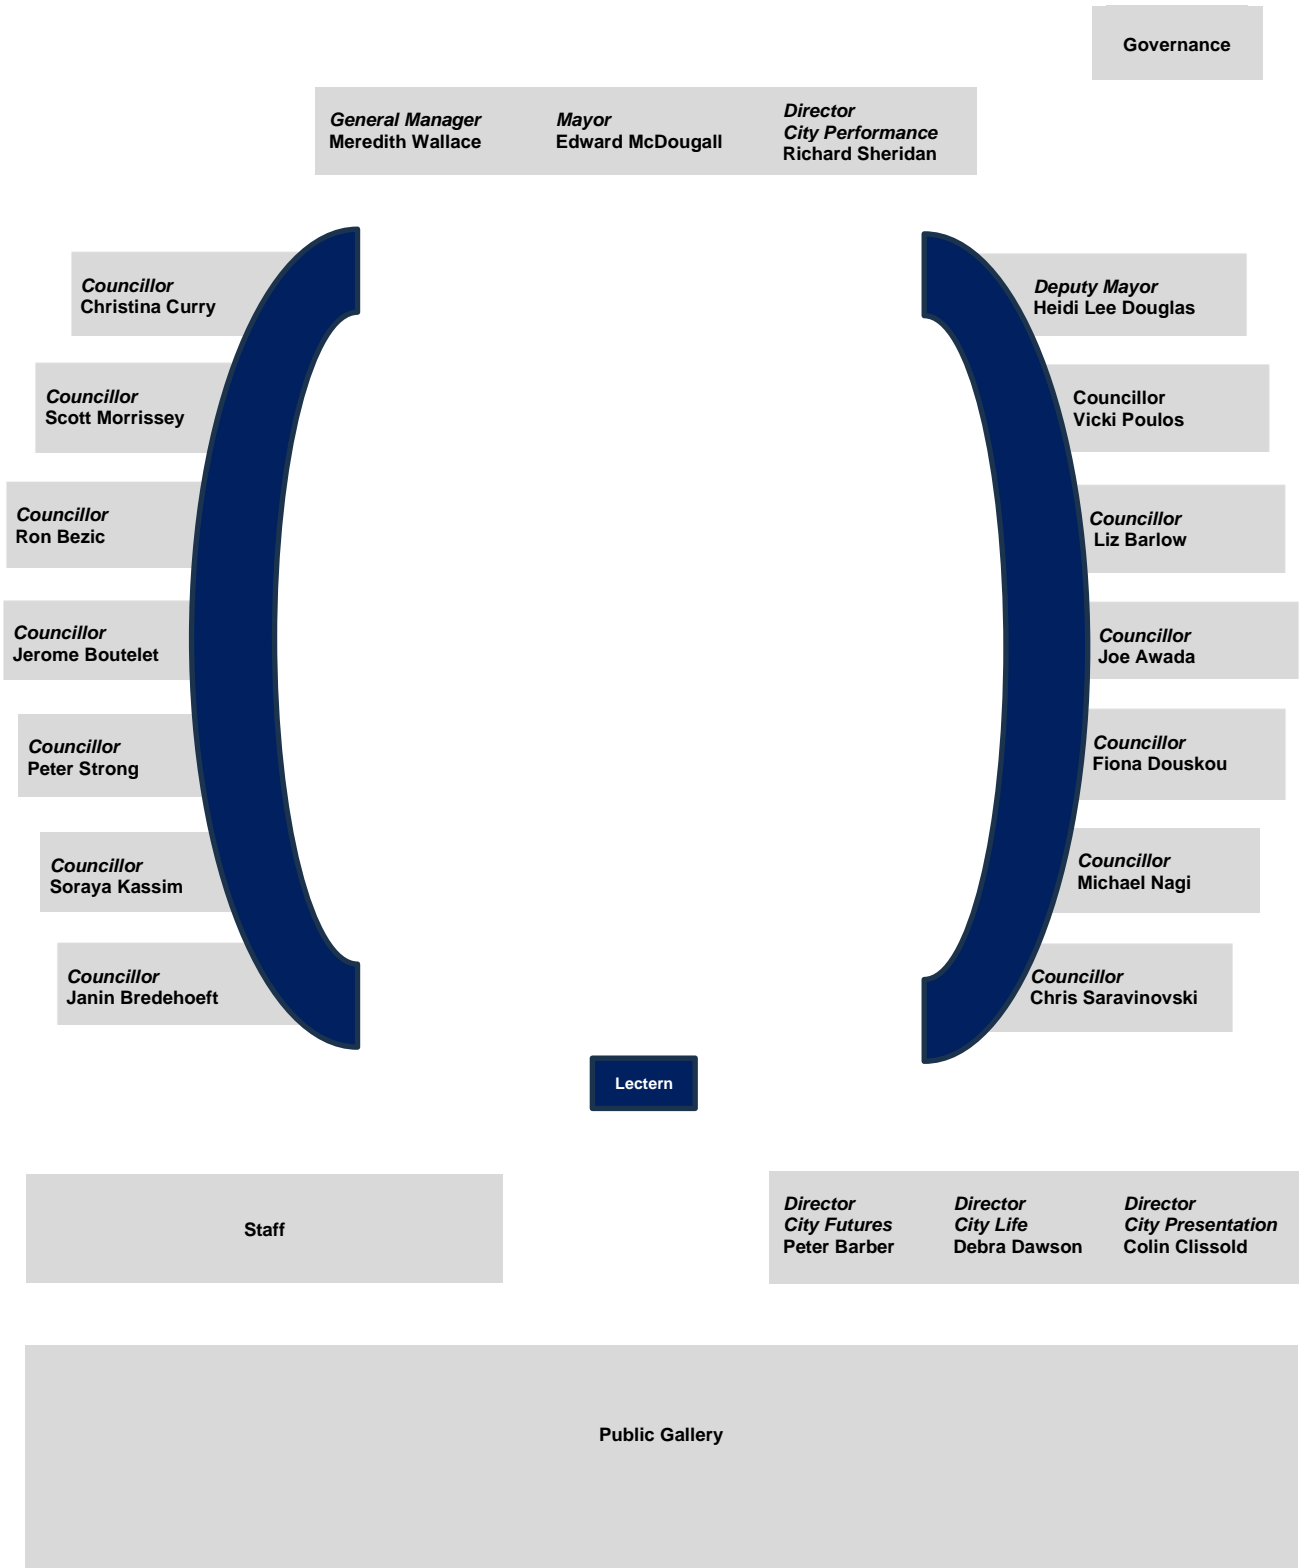 Governance
General Manager
Meredith Wallace
Mayor
Edward McDougall
Director
City Performance
Richard Sheridan
Councillor
Christina Curry
Councillor
Scott Morrissey
Councillor
Ron Bezic
Councillor
Jerome Boutelet
Councillor
Peter Strong
Councillor
Soraya Kassim
Councillor
Janin Bredehoeft
Deputy Mayor
Heidi Lee Douglas
Councillor
Vicki Poulos
Councillor
Liz Barlow
Councillor
Joe Awada
Councillor
Fiona Douskou
Councillor
Michael Nagi
Councillor
Chris Saravinovski
Lectern
Staff
Director
City Futures
Peter Barber
Director
City Life
Debra Dawson
Director
City Presentation
Colin Clissold
Public Gallery